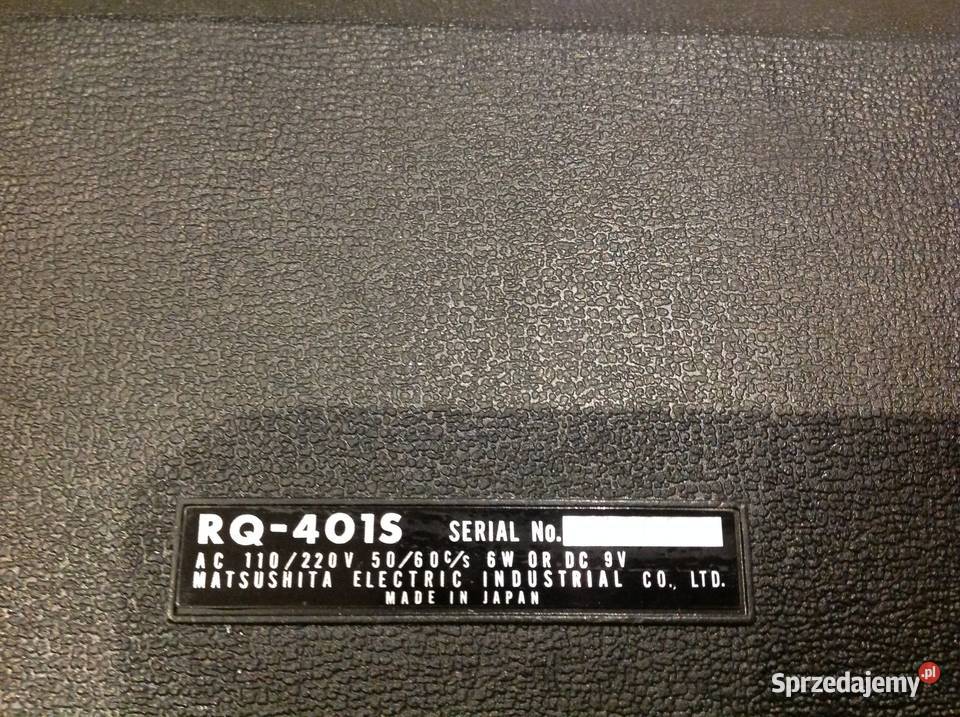 RQ-401S SERIAL No.
AC 110/220V 50/60c/s 6W OR DC 9V
MATSUSHITA ELECTRIC INDUSTRIAL CO., LTD.
MADE IN JAPAN
Sprzedajemy.pl